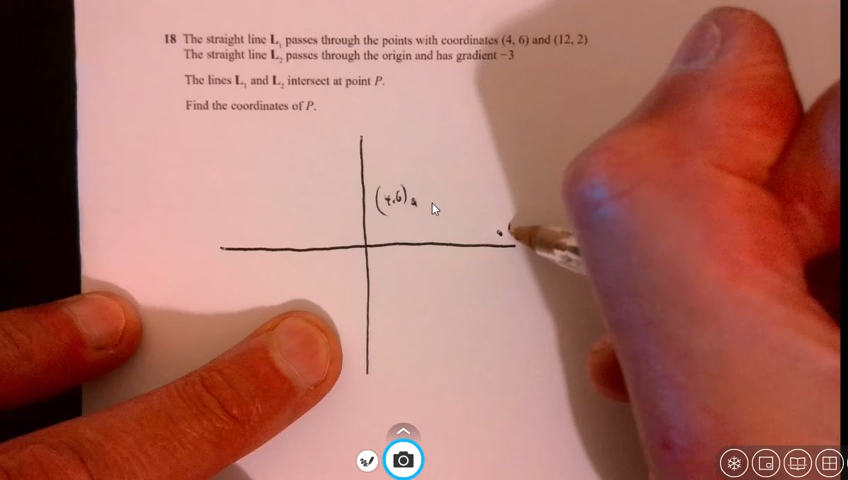 18 The straight line L₁ passes through the points with coordinates (4, 6) and (12, 2)
The straight line L₂ passes through the origin and has gradient −3
The lines L₁ and L₂ intersect at point P.
Find the coordinates of P.
(4,6)